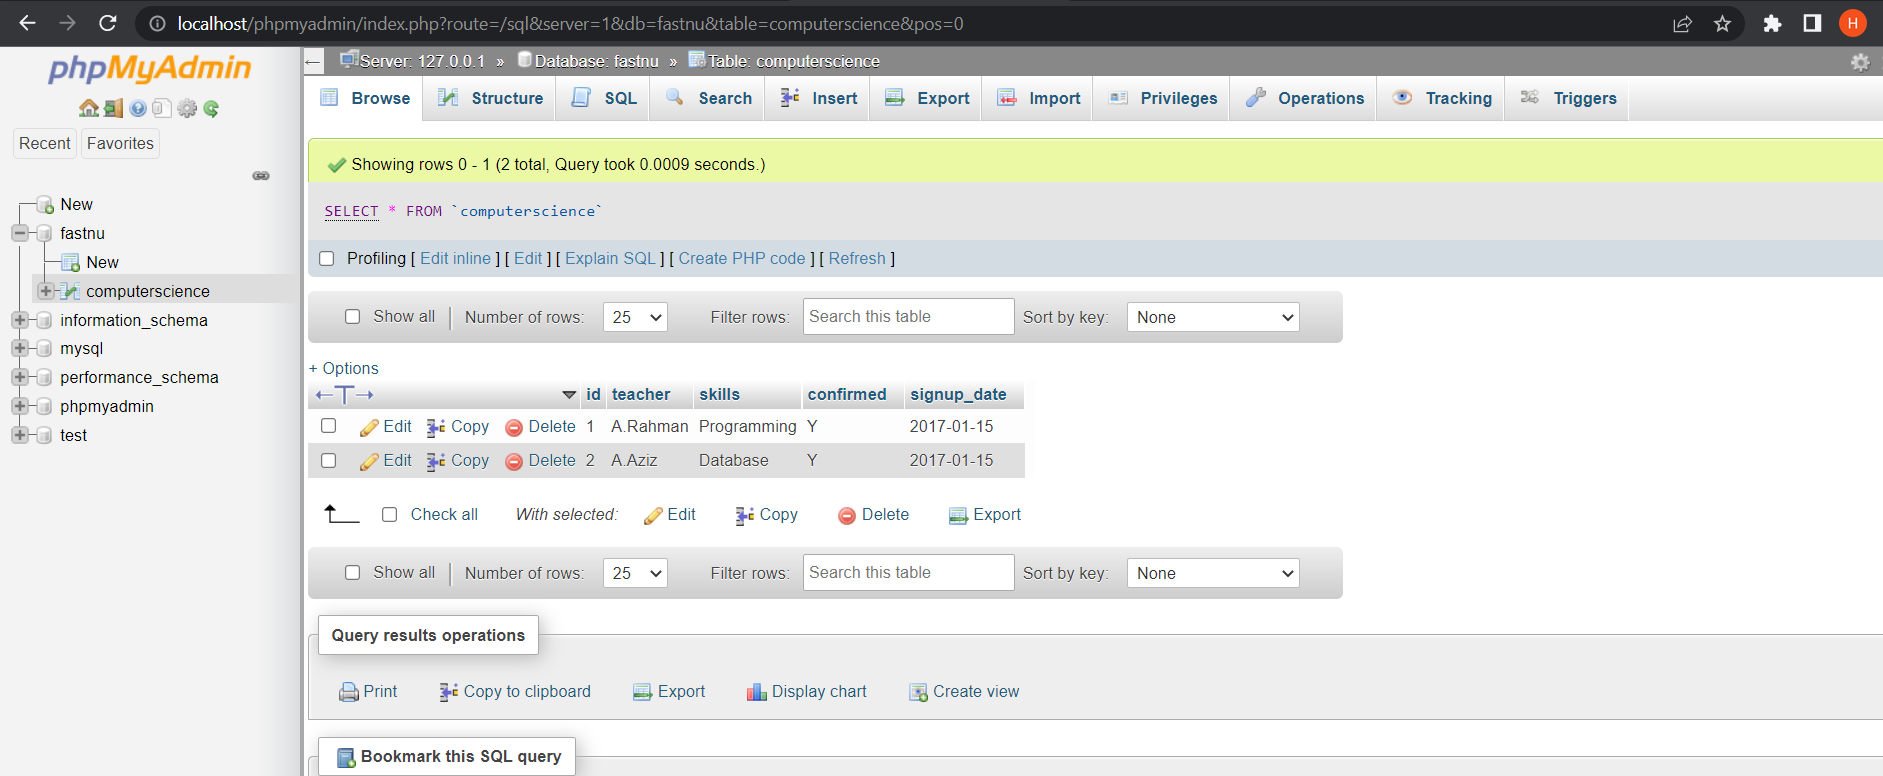 localhost/phpmyadmin/index.php?route=/sql&server=1&db=fastnu&table=computerscience&pos=0
H
phpMyAdmin
Recent Favorites
New
fastnu
New
computerscience
information_schema
mysql
performance_schema
phpmyadmin
test
Server: 127.0.0.1 » Database: fastnu » Table: computerscience
Browse Structure SQL Search Insert Export Import Privileges Operations Tracking Triggers
Showing rows 0 - 1 (2 total, Query took 0.0009 seconds.)
SELECT * FROM `computerscience`
Profiling [ Edit inline ] [ Edit ] [ Explain SQL ] [ Create PHP code ] [ Refresh ]
Show all | Number of rows: 25 Filter rows: Search this table Sort by key: None
+ Options
←T→ id teacher skills confirmed signup_date
Edit Copy Delete 1 A.Rahman Programming Y 2017-01-15
Edit Copy Delete 2 A.Aziz Database Y 2017-01-15
Check all With selected: Edit Copy Delete Export
Show all | Number of rows: 25 Filter rows: Search this table Sort by key: None
Query results operations
Print Copy to clipboard Export Display chart Create view
Bookmark this SQL query